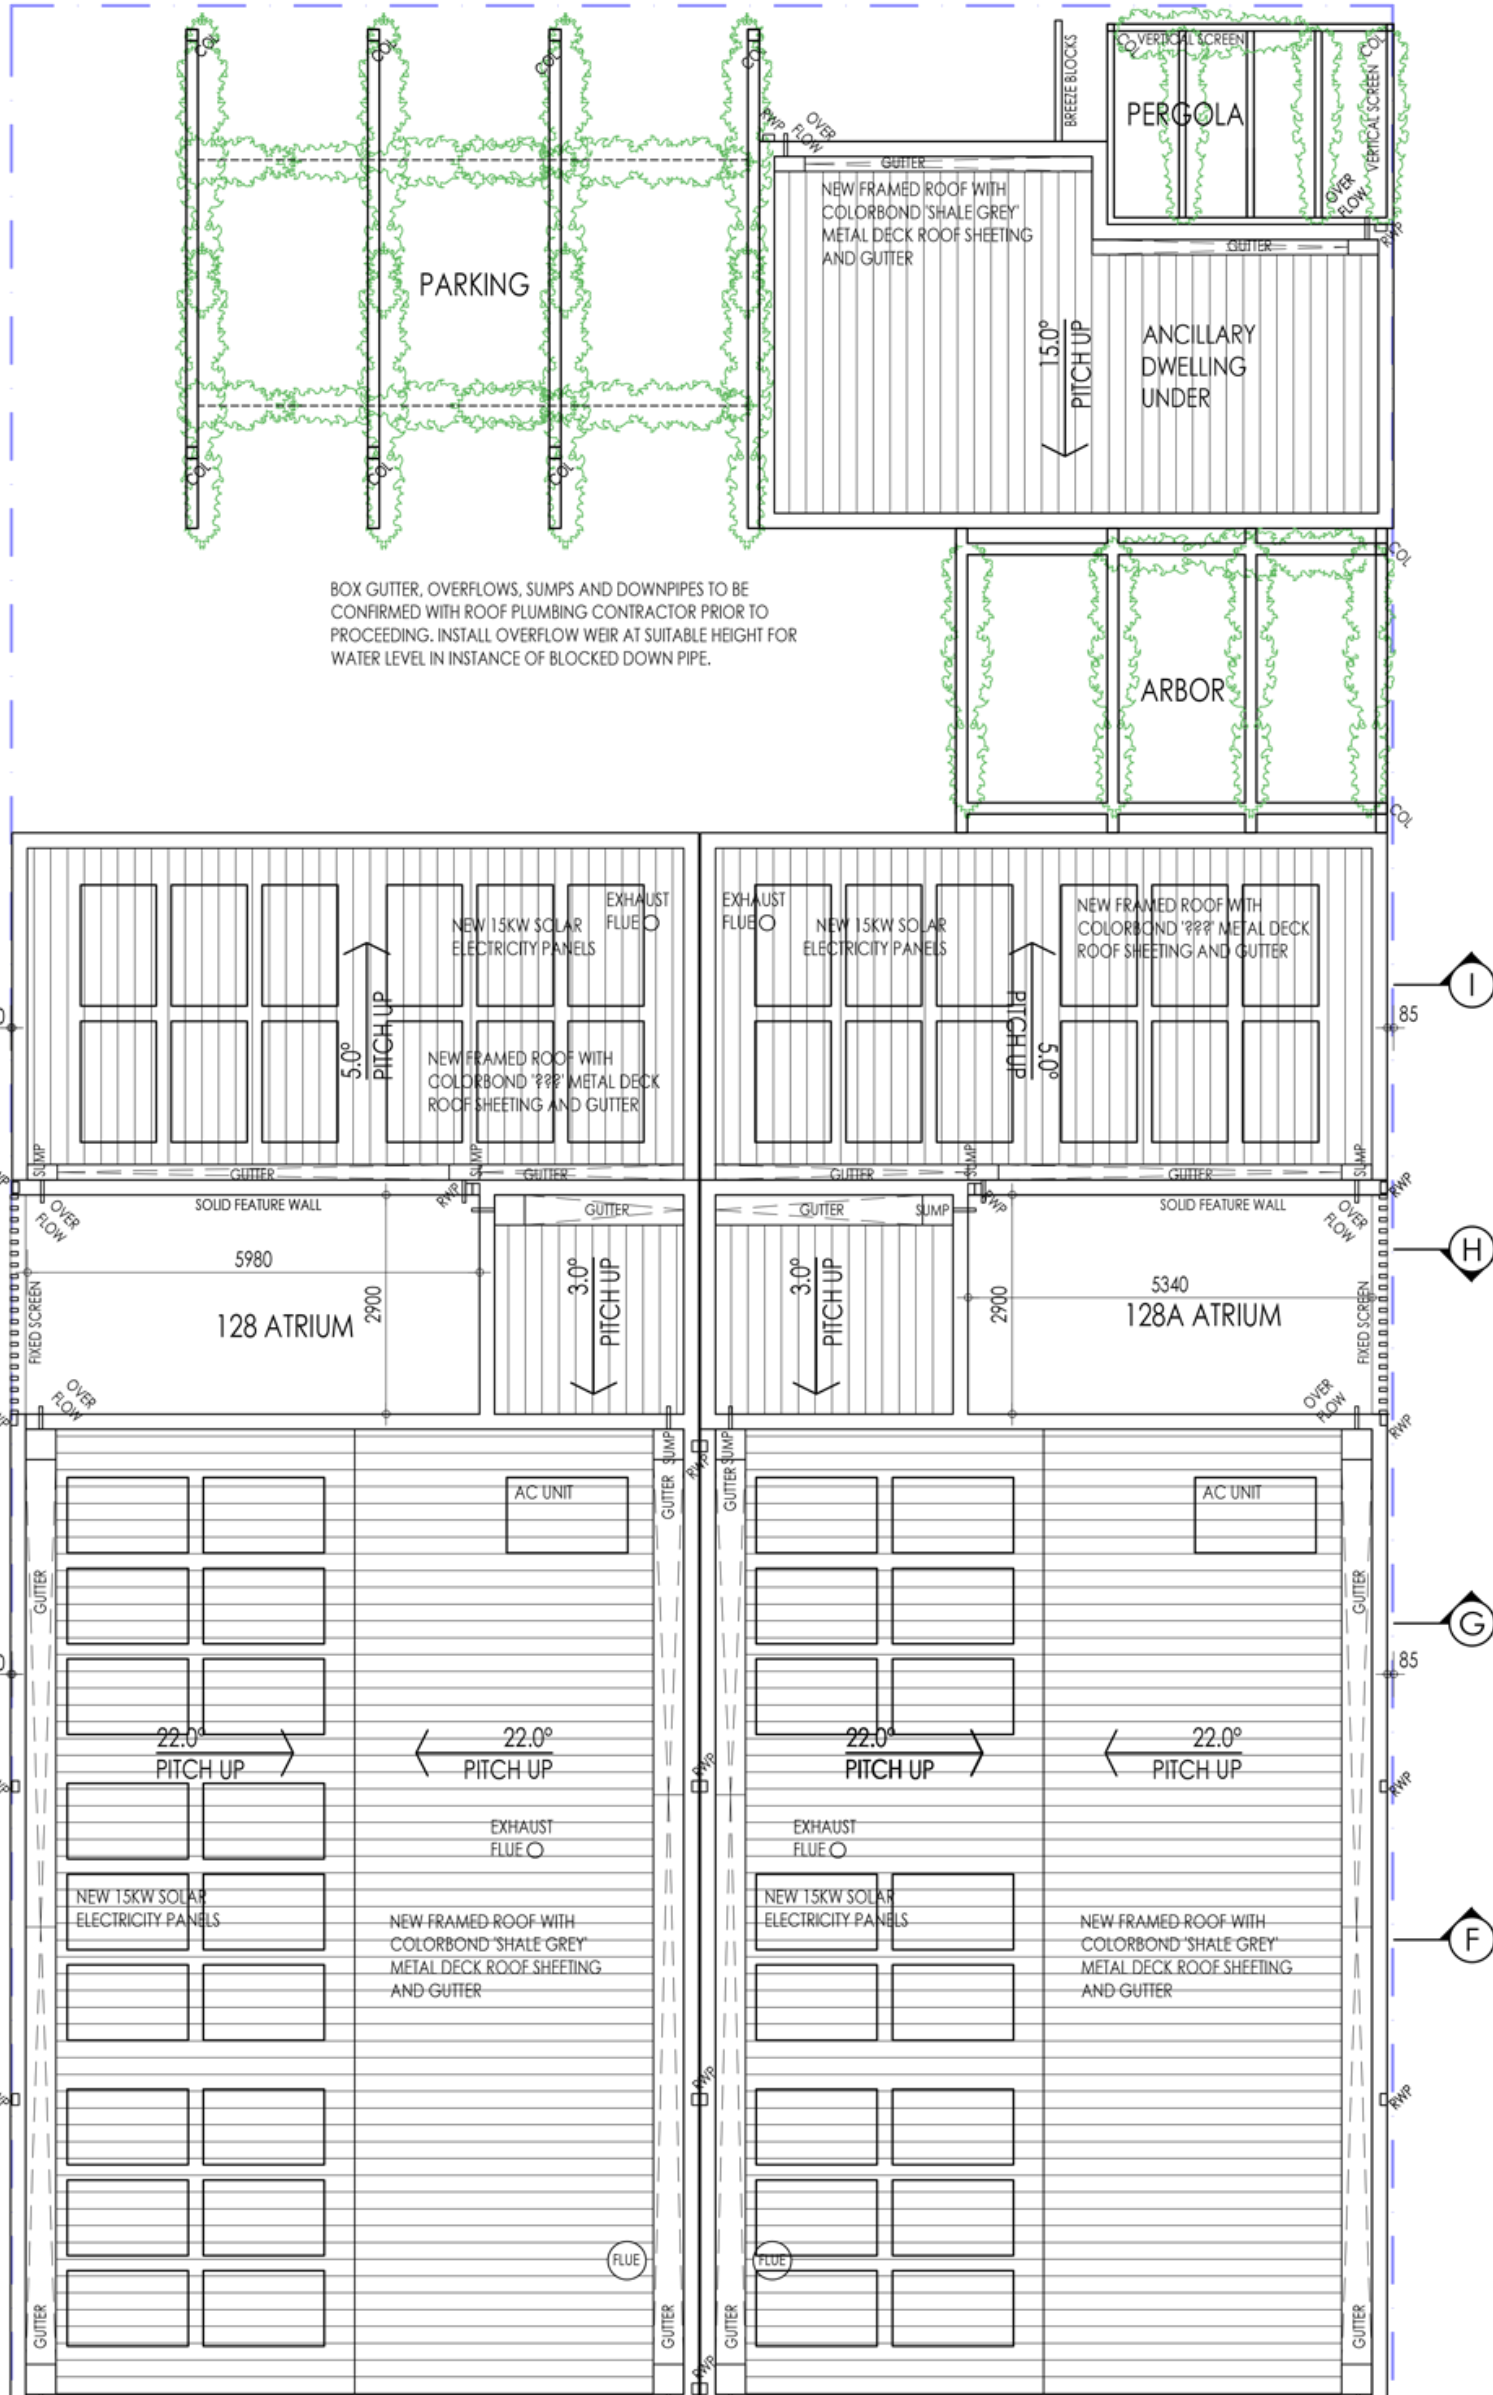 COL
COL
COL
COL
BREEZE BLOCKS
COL
VERTICAL SCREEN
COL
PERGOLA
VERTICAL SCREEN
RWP
OVER
FLOW
GUTTER
NEW FRAMED ROOF WITH
COLORBOND 'SHALE GREY'
METAL DECK ROOF SHEETING
AND GUTTER
OVER
FLOW
RWP
GUTTER
PARKING
15.0°
PITCH UP
ANCILLARY
DWELLING
UNDER
COL
COL
COL
COL
BOX GUTTER, OVERFLOWS, SUMPS AND DOWNPIPES TO BE
CONFIRMED WITH ROOF PLUMBING CONTRACTOR PRIOR TO
PROCEEDING. INSTALL OVERFLOW WEIR AT SUITABLE HEIGHT FOR
WATER LEVEL IN INSTANCE OF BLOCKED DOWN PIPE.
ARBOR
COL
EXHAUST
FLUE
NEW 15KW SOLAR
ELECTRICITY PANELS
EXHAUST
FLUE
NEW 15KW SOLAR
ELECTRICITY PANELS
NEW FRAMED ROOF WITH
COLORBOND '???' METAL DECK
ROOF SHEETING AND GUTTER
I
5.0°
PITCH UP
NEW FRAMED ROOF WITH
COLORBOND '???' METAL DECK
ROOF SHEETING AND GUTTER
PITCH UP
5.0°
85
SUMP
GUTTER
SUMP
GUTTER
GUTTER
SUMP
GUTTER
SUMP
OVER
FLOW
SOLID FEATURE WALL
RWP
GUTTER
GUTTER
SUMP
RWP
SOLID FEATURE WALL
OVER
FLOW
RWP
H
5980
2900
FIXED SCREEN
128 ATRIUM
3.0°
PITCH UP
3.0°
PITCH UP
2900
5340
128A ATRIUM
FIXED SCREEN
OVER
FLOW
OVER
FLOW
RWP
SUMP
GUTTER
RWP
SUMP
GUTTER
AC UNIT
AC UNIT
GUTTER
GUTTER
G
85
22.0°
PITCH UP
22.0°
PITCH UP
22.0°
PITCH UP
22.0°
PITCH UP
RWP
RWP
EXHAUST
FLUE
EXHAUST
FLUE
NEW 15KW SOLAR
ELECTRICITY PANELS
NEW FRAMED ROOF WITH
COLORBOND 'SHALE GREY'
METAL DECK ROOF SHEETING
AND GUTTER
NEW 15KW SOLAR
ELECTRICITY PANELS
NEW FRAMED ROOF WITH
COLORBOND 'SHALE GREY'
METAL DECK ROOF SHEETING
AND GUTTER
F
RWP
RWP
FLUE
FLUE
GUTTER
GUTTER
GUTTER
GUTTER
RWP